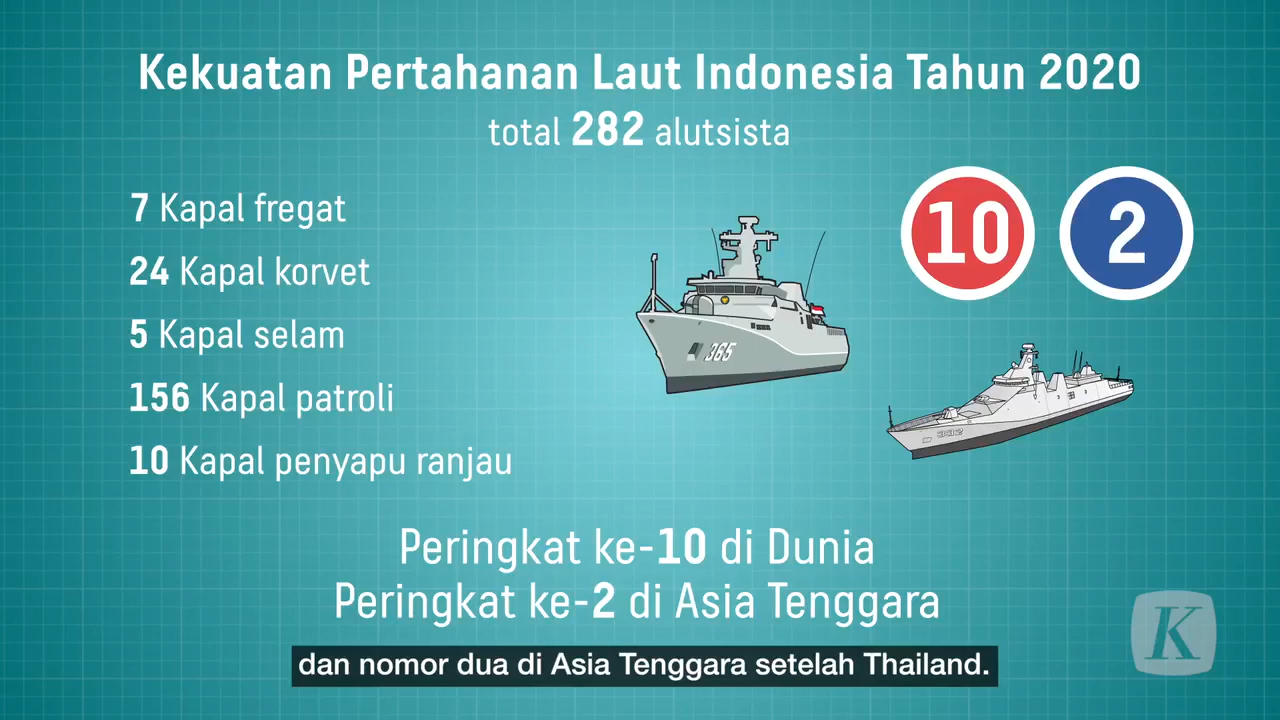 Kekuatan Pertahanan Laut Indonesia Tahun 2020
total 282 alutsista
7 Kapal fregat
24 Kapal korvet
5 Kapal selam
156 Kapal patroli
10 Kapal penyapu ranjau
10
2
365
332
Peringkat ke-10 di Dunia
Peringkat ke-2 di Asia Tenggara
dan nomor dua di Asia Tenggara setelah Thailand.
K